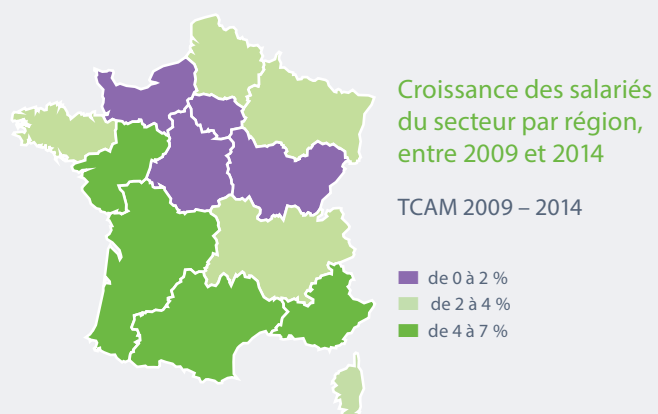 Croissance des salariés
du secteur par région,
entre 2009 et 2014
TCAM 2009 – 2014
de 0 à 2 %
de 2 à 4 %
de 4 à 7 %